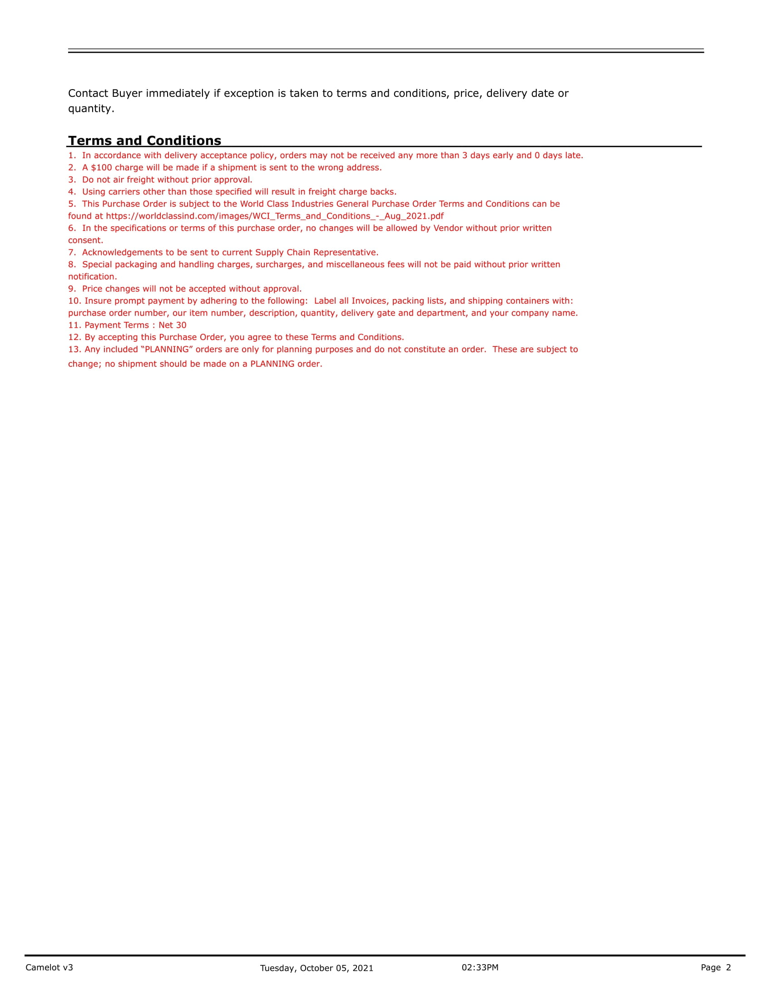 Contact Buyer immediately if exception is taken to terms and conditions, price, delivery date or
quantity.
Terms and Conditions
1.  In accordance with delivery acceptance policy, orders may not be received any more than 3 days early and 0 days late.
2.  A $100 charge will be made if a shipment is sent to the wrong address.
3.  Do not air freight without prior approval.
4.  Using carriers other than those specified will result in freight charge backs.
5.  This Purchase Order is subject to the World Class Industries General Purchase Order Terms and Conditions can be
found at https://worldclassind.com/images/WCI_Terms_and_Conditions_-_Aug_2021.pdf
6.  In the specifications or terms of this purchase order, no changes will be allowed by Vendor without prior written
consent.
7.  Acknowledgements to be sent to current Supply Chain Representative.
8.  Special packaging and handling charges, surcharges, and miscellaneous fees will not be paid without prior written
notification.
9.  Price changes will not be accepted without approval.
10. Insure prompt payment by adhering to the following:  Label all Invoices, packing lists, and shipping containers with:
purchase order number, our item number, description, quantity, delivery gate and department, and your company name.
11. Payment Terms : Net 30
12. By accepting this Purchase Order, you agree to these Terms and Conditions.
13. Any included “PLANNING” orders are only for planning purposes and do not constitute an order.  These are subject to
change; no shipment should be made on a PLANNING order.
Camelot v3 Tuesday, October 05, 2021 02:33PM Page 2